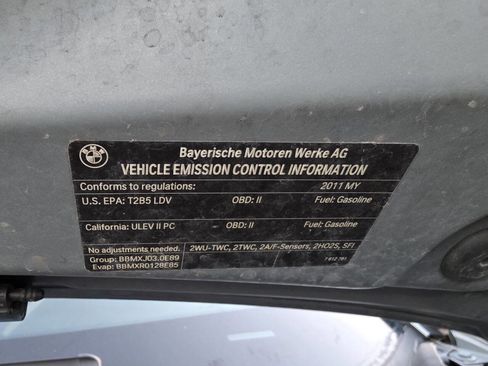 BMW
Bayerische Motoren Werke AG
VEHICLE EMISSION CONTROL INFORMATION
Conforms to regulations: 2011 MY
U.S. EPA: T2B5 LDV OBD: II Fuel: Gasoline
California: ULEV II PC OBD: II Fuel: Gasoline
No adjustments needed. 2WU-TWC, 2TWC, 2A/F-Sensors, 2HO2S, SFI
Group: BBMXJ03.0E89
Evap: BBMXR0128E85